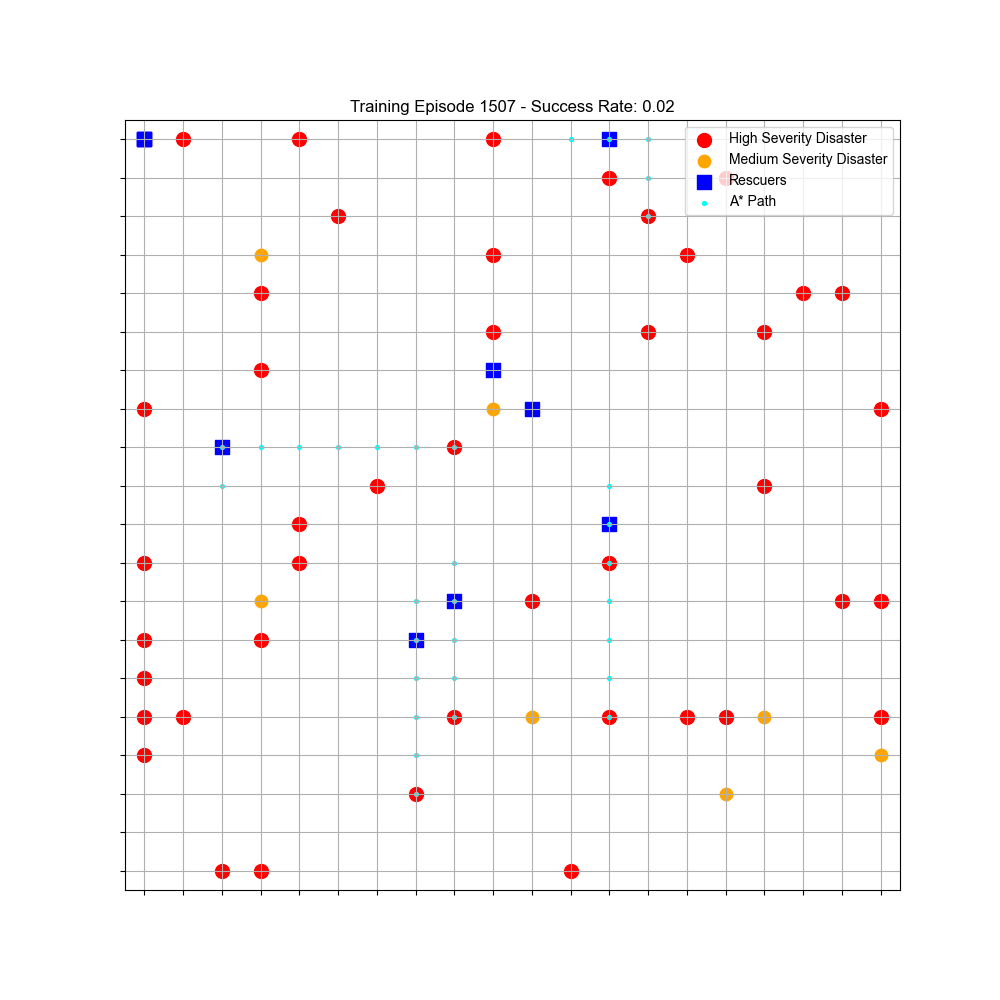 Training Episode 1507 - Success Rate: 0.02
High Severity Disaster
Medium Severity Disaster
Rescuers
A* Path